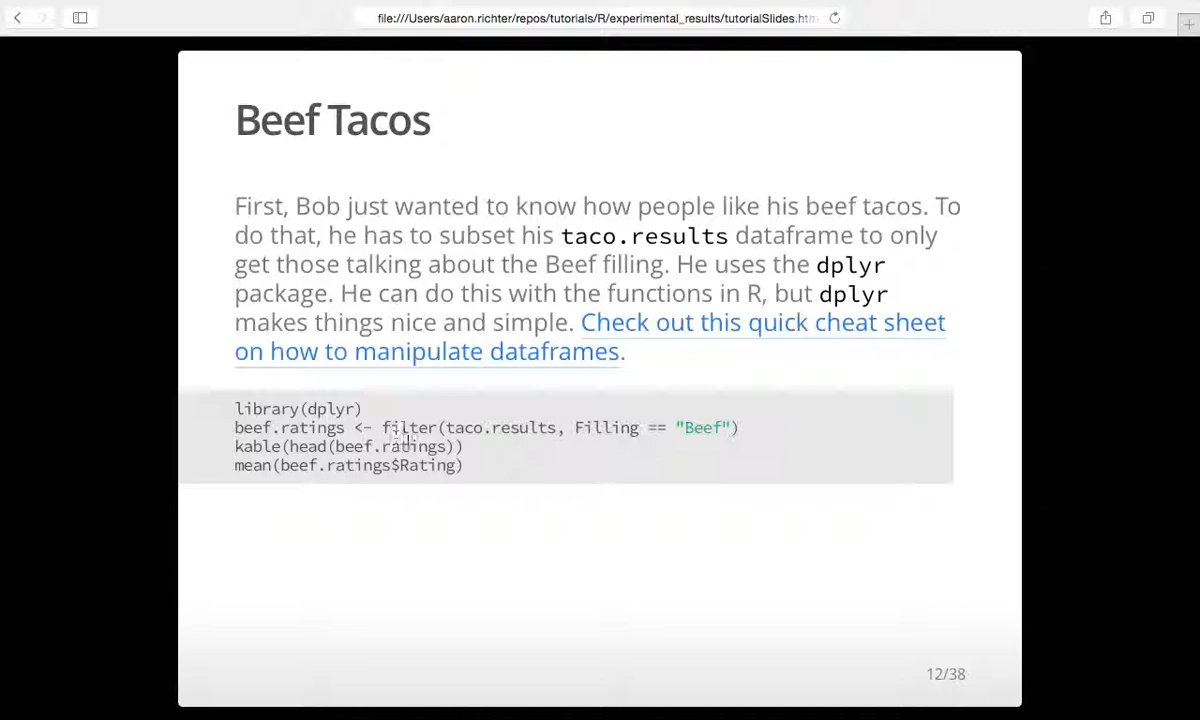 file:///Users/aaron.richter/repos/tutorials/R/experimental_results/tutorialSlides.htm
Beef Tacos
First, Bob just wanted to know how people like his beef tacos. To
do that, he has to subset his taco.results dataframe to only
get those talking about the Beef filling. He uses the dplyr
package. He can do this with the functions in R, but dplyr
makes things nice and simple. Check out this quick cheat sheet
on how to manipulate dataframes.
library(dplyr)
beef.ratings <- filter(taco.results, Filling == "Beef")
kable(head(beef.ratings))
mean(beef.ratings$Rating)
12/38